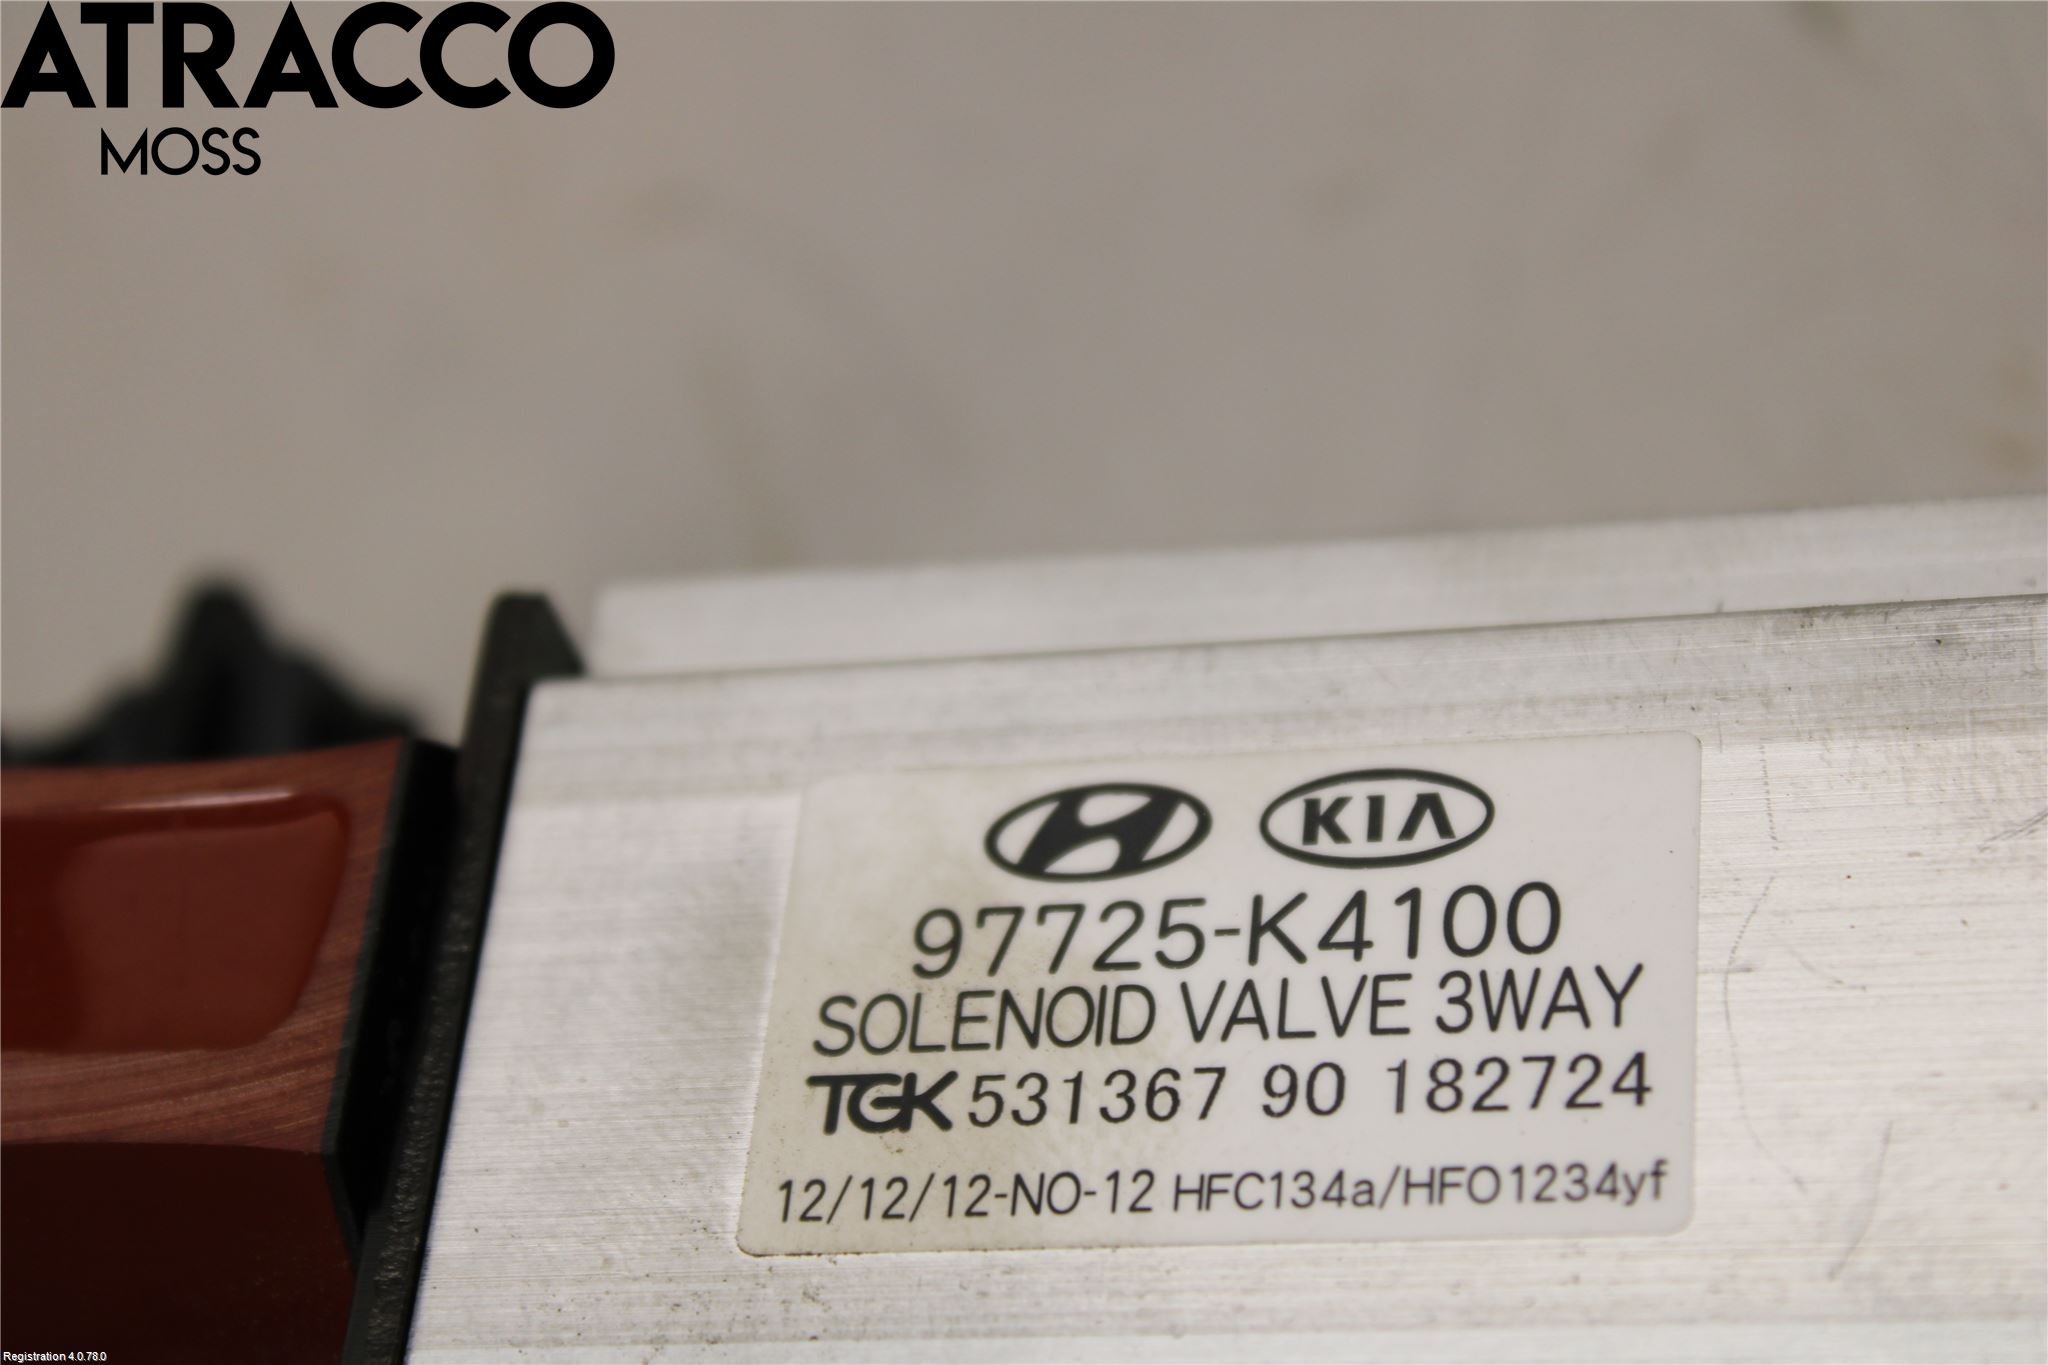 ATRACCO
MOSS
KIA
97725-K4100
SOLENOID VALVE 3WAY
TGK 531367 90 182724
12/12/12-NO-12 HFC134a/HFO1234yf
Registration 4.0.78.0